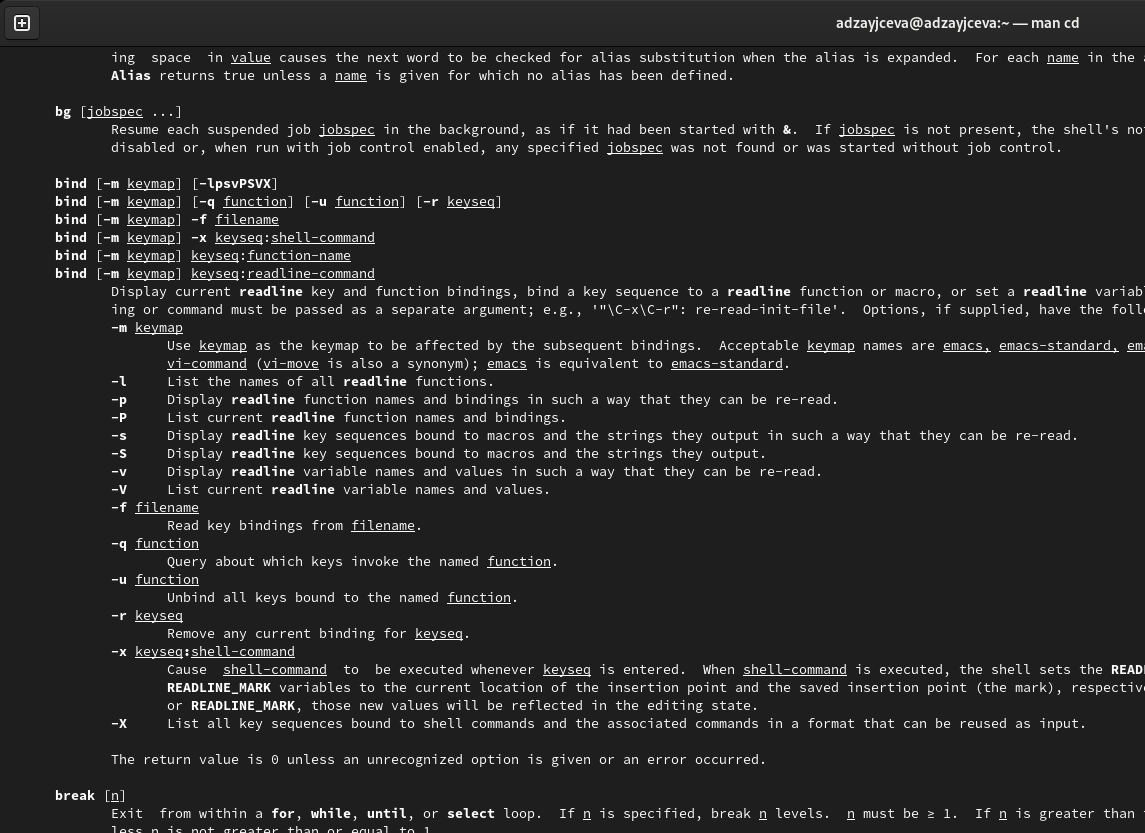 adzayjceva@adzayjceva:~ — man cd
ing  space  in value causes the next word to be checked for alias substitution when the alias is expanded.  For each name in the
Alias returns true unless a name is given for which no alias has been defined.
bg [jobspec ...]
Resume each suspended job jobspec in the background, as if it had been started with &.  If jobspec is not present, the shell's
disabled or, when run with job control enabled, any specified jobspec was not found or was started without job control.
bind [-m keymap] [-lpsvPSVX]
bind [-m keymap] [-q function] [-u function] [-r keyseq]
bind [-m keymap] -f filename
bind [-m keymap] -x keyseq:shell-command
bind [-m keymap] keyseq:function-name
bind [-m keymap] keyseq:readline-command
Display current readline key and function bindings, bind a key sequence to a readline function or macro, or set a readline
ing or command must be passed as a separate argument; e.g., '"\C-x\C-r": re-read-init-file'.  Options, if supplied, have the
-m keymap
Use keymap as the keymap to be affected by the subsequent bindings.  Acceptable keymap names are emacs, emacs-standard,
vi-command (vi-move is also a synonym); emacs is equivalent to emacs-standard.
-l     List the names of all readline functions.
-p     Display readline function names and bindings in such a way that they can be re-read.
-P     List current readline function names and bindings.
-s     Display readline key sequences bound to macros and the strings they output in such a way that they can be re-read.
-S     Display readline key sequences bound to macros and the strings they output.
-v     Display readline variable names and values in such a way that they can be re-read.
-V     List current readline variable names and values.
-f filename
Read key bindings from filename.
-q function
Query about which keys invoke the named function.
-u function
Unbind all keys bound to the named function.
-r keyseq
Remove any current binding for keyseq.
-x keyseq:shell-command
Cause  shell-command  to  be executed whenever keyseq is entered.  When shell-command is executed, the shell sets the
READLINE_MARK variables to the current location of the insertion point and the saved insertion point (the mark),
or READLINE_MARK, those new values will be reflected in the editing state.
-X     List all key sequences bound to shell commands and the associated commands in a format that can be reused as input.
The return value is 0 unless an unrecognized option is given or an error occurred.
break [n]
Exit  from within a for, while, until, or select loop.  If n is specified, break n levels.  n must be ≥ 1.  If n is greater than
less n is not greater than or equal to 1.